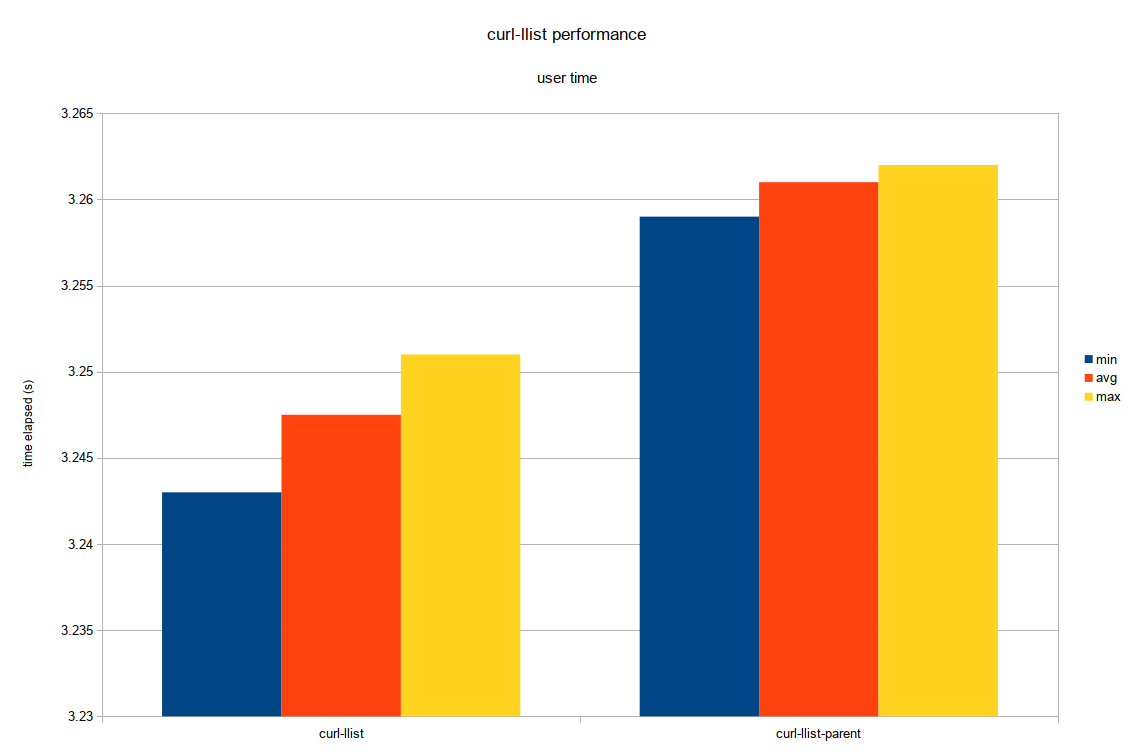 curl-llist performance
user time
3.265
3.26
3.255
3.25
3.245
3.24
3.235
3.23
time elapsed (s)
curl-llist
curl-llist-parent
min
avg
max